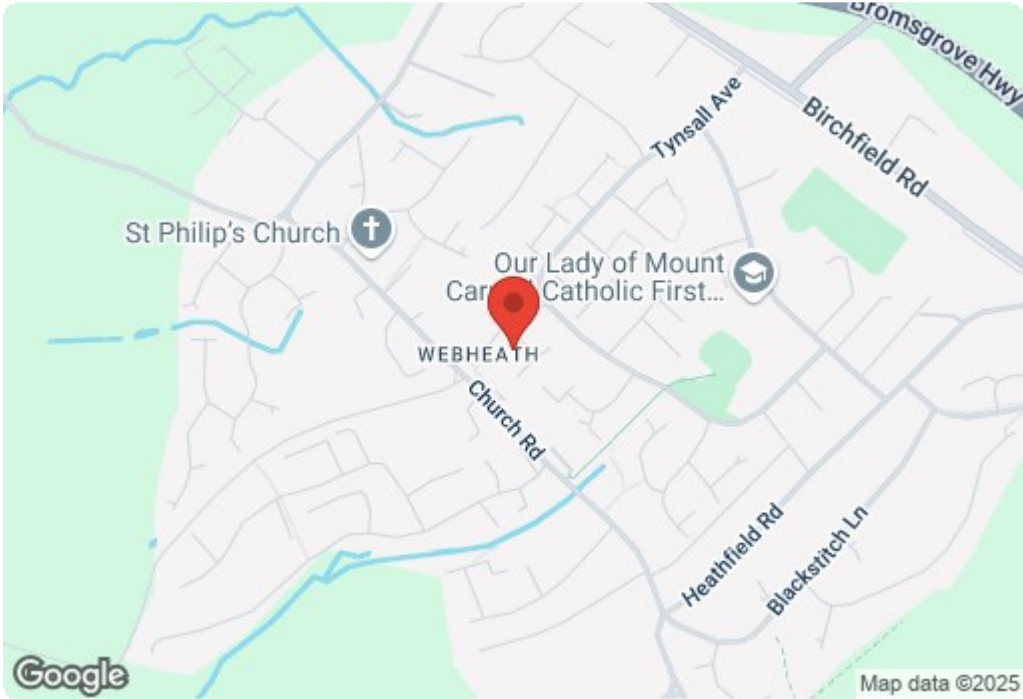 Bromsgrove Hwy
Tynsall Ave
Birchfield Rd
St Philip's Church
Our Lady of Mount
Catholic First...
WEBHEATH
Church Rd
Heathfield Rd
Blackstitch Ln
Google
Map data ©2025